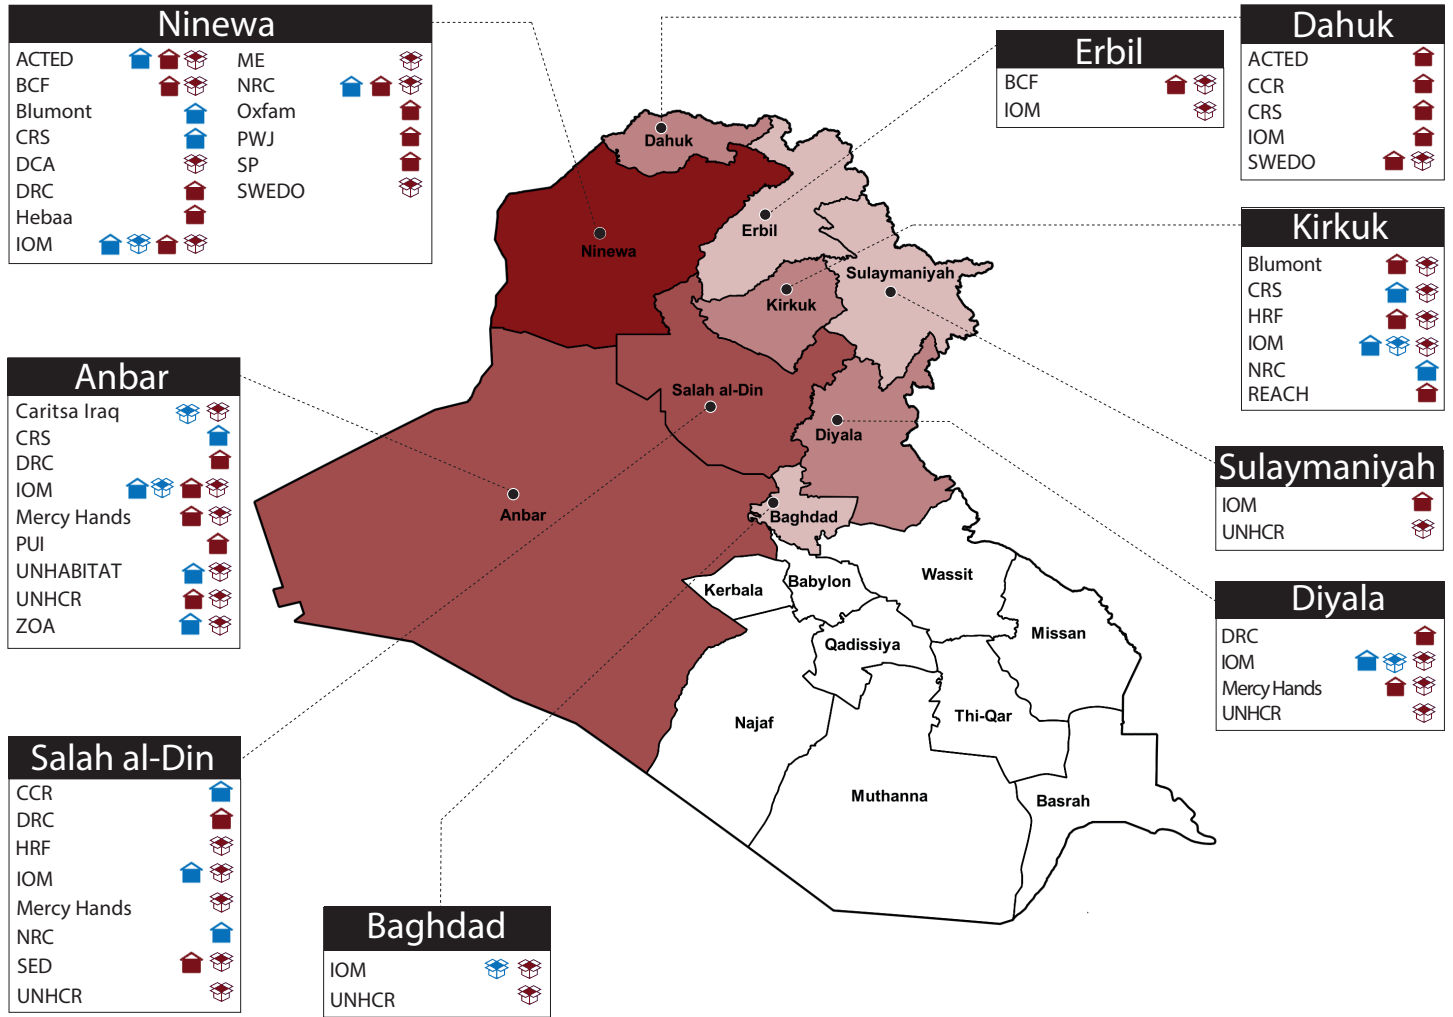 Ninewa
ACTED
BCF
Blumont
CRS
DCA
DRC
Hebaa
IOM
ME
NRC
Oxfam
PWJ
SP
SWEDO
Erbil
BCF
IOM
Dahuk
ACTED
CCR
CRS
IOM
SWEDO
Kirkuk
Blumont
CRS
HRF
IOM
NRC
REACH
Anbar
Caritsa Iraq
CRS
DRC
IOM
Mercy Hands
PUI
UNHABITAT
UNHCR
ZOA
Sulaymaniyah
IOM
UNHCR
Diyala
DRC
IOM
Mercy Hands
UNHCR
Salah al-Din
CCR
DRC
HRF
IOM
Mercy Hands
NRC
SED
UNHCR
Baghdad
IOM
UNHCR
Dahuk
Ninewa
Erbil
Sulaymaniyah
Kirkuk
Salah al-Din
Diyala
Anbar
Baghdad
Kerbala
Babylon
Wassit
Qadissiya
Missan
Najaf
Thi-Qar
Muthanna
Basrah